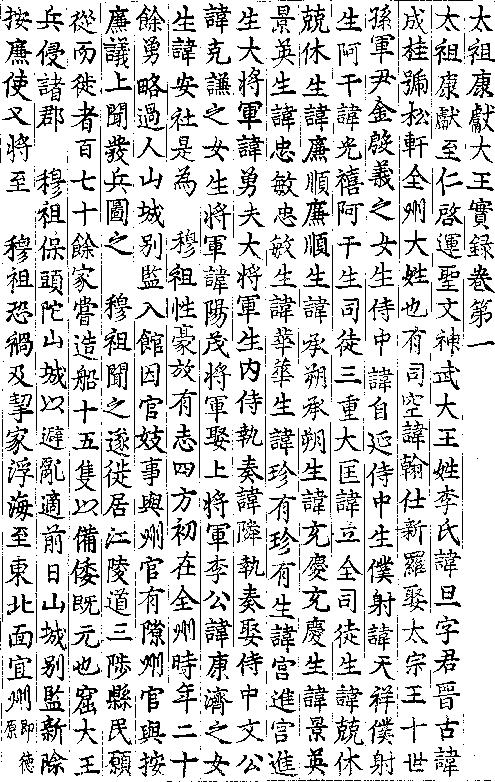 太祖康獻大王實録卷第一
太祖康獻至仁啓運聖文神武大王姓李氏諱旦字君晉古諱
成桂號松軒全州大姓也有司空諱翰仕新羅娶太宗王十世
孫軍尹金殷義之女生侍中諱自延侍中生僕射諱天祥僕射
生阿干諱光禧阿干生司徒三重大匡諱立全司徒生諱兢休
兢休生諱廉順廉順生諱承朔承朔生諱充慶充慶生諱景英
景英生諱忠敏忠敏生諱華華生諱珍有珍有生諱宮進宮進
生大將軍諱勇夫大將軍生內侍執奏諱隣執奏娶侍中文公
諱克謙之女生將軍諱陽茂將軍娶上將軍李公諱康濟之女
生諱安社是為 穆祖性豪放有志四方初在全州時年二十
餘勇略過人山城別監入館因官妓事與州官有隙州官與按
廉議上聞發兵圖之 穆祖聞之遂徙居江陵道三陟縣民願
從而徙者百七十餘家嘗造船十五隻以備倭旣元也窟大王
兵侵諸郡 穆祖保頭陀山城以避亂適前日山城別監新除
按廉使又將至 穆祖恐禍及挈家浮海至東北面宜州即德原